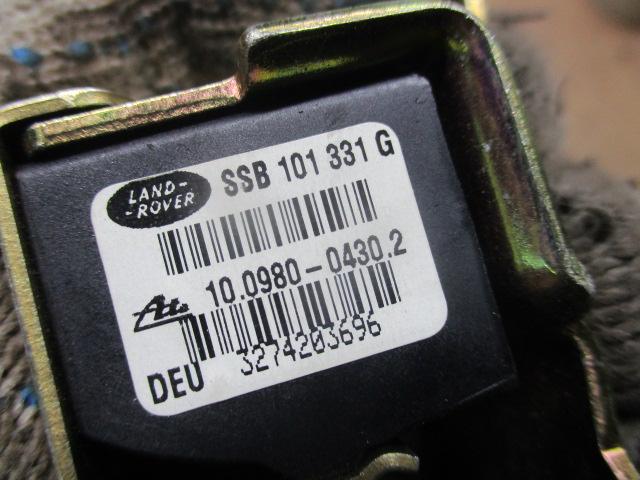 LAND-
-ROVER
SSB 101 331 G
Ate 10.0980-0430.2
DEU 3274203696